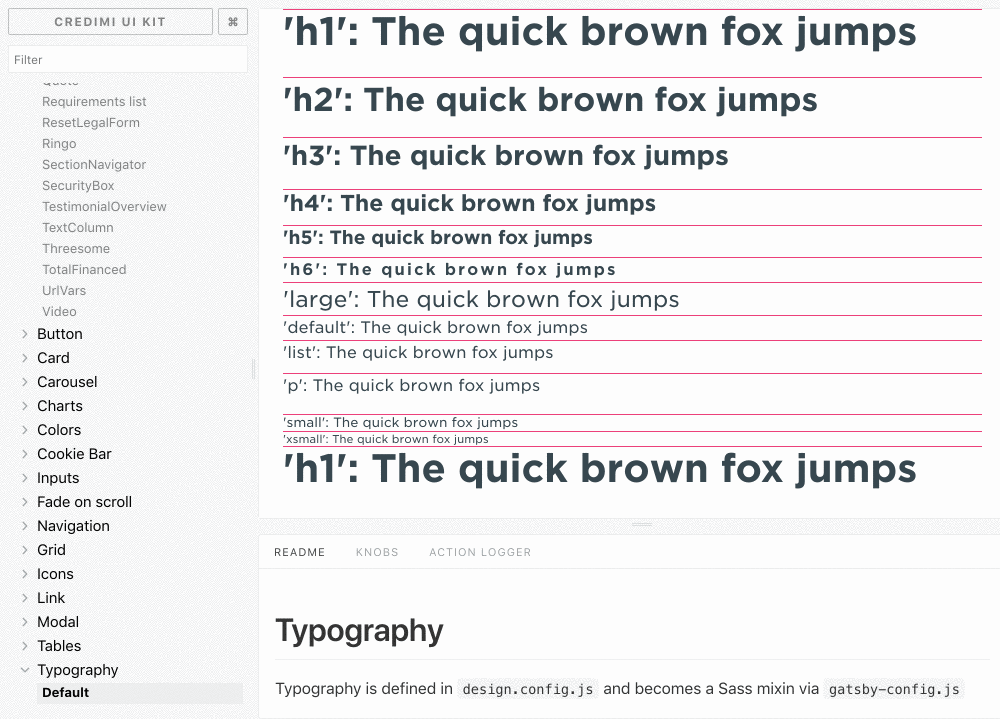 CREDIMI UI KIT
⌘
Filter
Quote
Requirements list
ResetLegalForm
Ringo
SectionNavigator
SecurityBox
TestimonialOverview
TextColumn
Threesome
TotalFinanced
UrlVars
Video
Button
Card
Carousel
Charts
Colors
Cookie Bar
Inputs
Fade on scroll
Navigation
Grid
Icons
Link
Modal
Tables
Typography
Default
'h1': The quick brown fox jumps
'h2': The quick brown fox jumps
'h3': The quick brown fox jumps
'h4': The quick brown fox jumps
'h5': The quick brown fox jumps
'h6': The quick brown fox jumps
'large': The quick brown fox jumps
'default': The quick brown fox jumps
'list': The quick brown fox jumps
'p': The quick brown fox jumps
'small': The quick brown fox jumps
'xsmall': The quick brown fox jumps
'h1': The quick brown fox jumps
README KNOBS ACTION LOGGER
Typography
Typography is defined in design.config.js and becomes a Sass mixin via gatsby-config.js